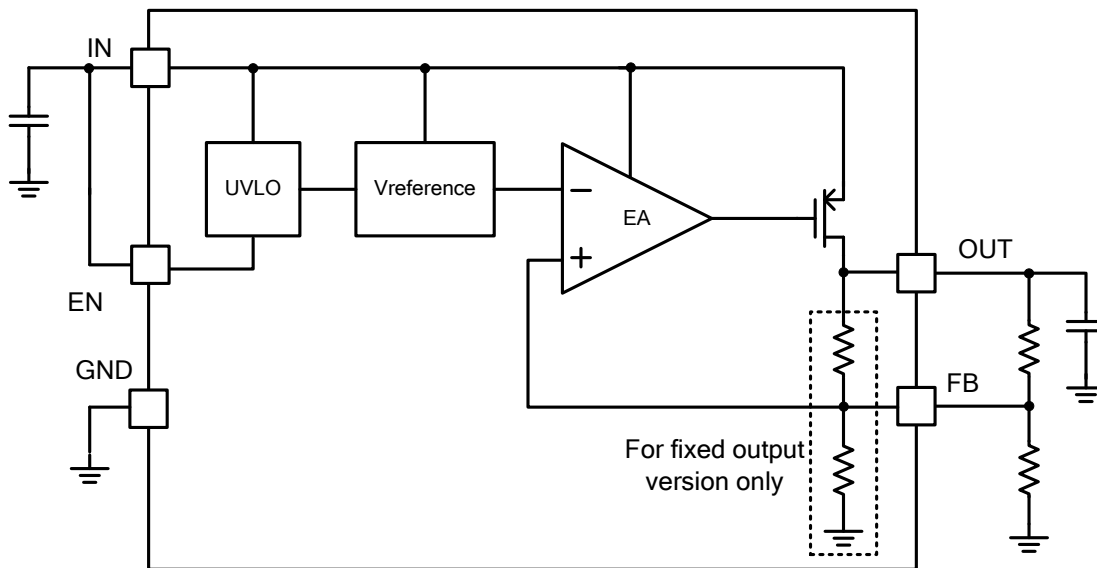 IN
UVLO
Vreference
−
EA
+
OUT
EN
GND
FB
For fixed output
version only